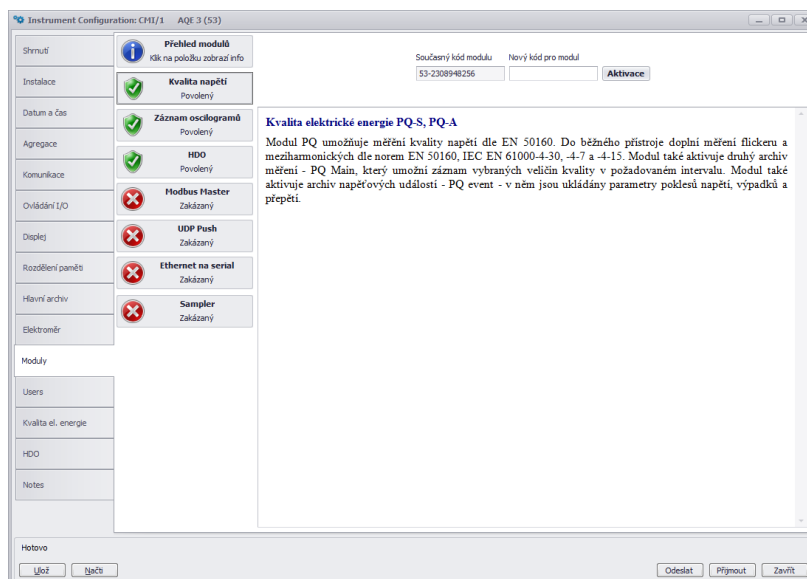 Instrument Configuration: CMI/1 AQE 3 (53)
Shrnutí
Instalace
Datum a čas
Agregace
Komunikace
Ovládání I/O
Displej
Rozdělení paměti
Hlavní archiv
Elektroměr
Moduly
Users
Kvalita el. energie
HDO
Notes
Přehled modulů
Klik na položku zobrazí info
Kvalita napětí
Povolený
Záznam oscilogramů
Povolený
HDO
Povolený
Modbus Master
Zakázaný
UDP Push
Zakázaný
Ethernet na serial
Zakázaný
Sampler
Zakázaný
Současný kód modulu Nový kód pro modul
53-2308948256 Aktivace
Kvalita elektrické energie PQ-S, PQ-A
Modul PQ umožňuje měření kvality napětí dle EN 50160. Do běžného přístroje doplní měření flickeru a
meziharmonických dle norem EN 50160, IEC EN 61000-4-30, -4-7 a -4-15. Modul také aktivuje druhý archiv
měření - PQ Main, který umožní záznam vybraných veličin kvality v požadovaném intervalu. Modul také
aktivuje archiv napěťových událostí - PQ event - v něm jsou ukládány parametry poklesů napětí, výpadků a
přepětí.
Hotovo
Ulož Načti Odeslat Přijmout Zavřít